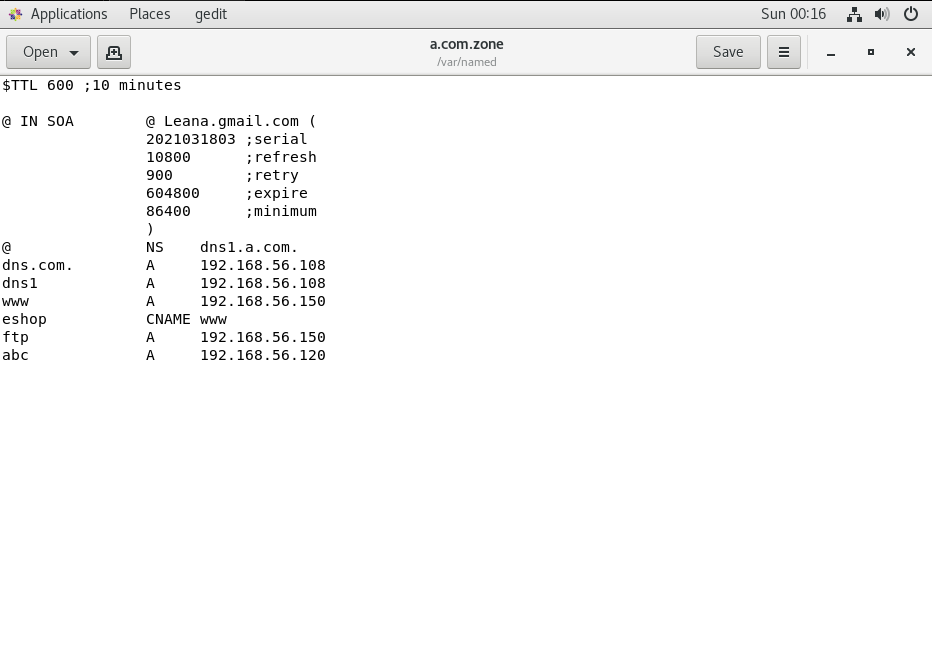 Applications Places gedit Sun 00:16
Open a.com.zone Save
/var/named
$TTL 600 ;10 minutes
@ IN SOA @ Leana.gmail.com (
2021031803 ;serial
10800 ;refresh
900 ;retry
604800 ;expire
86400 ;minimum
)
@ NS dns1.a.com.
dns.com. A 192.168.56.108
dns1 A 192.168.56.108
www A 192.168.56.150
eshop CNAME www
ftp A 192.168.56.150
abc A 192.168.56.120